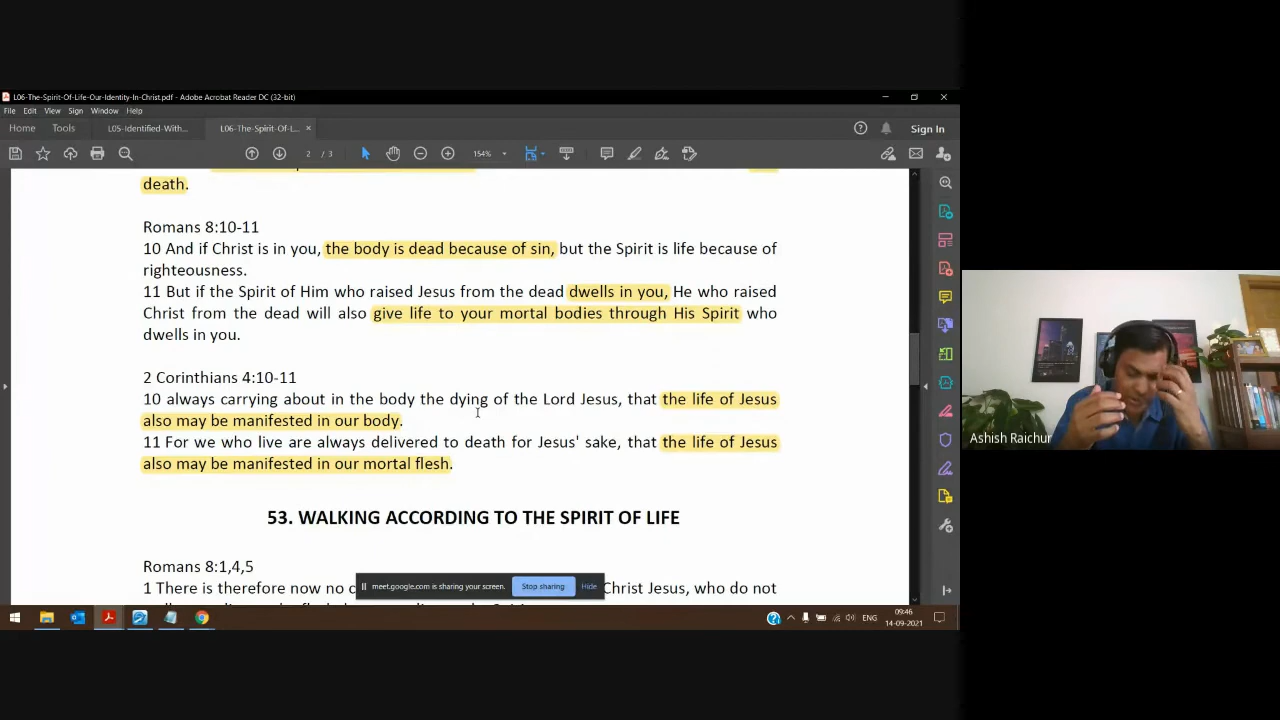 L06-The-Spirit-Of-Life-Our-Identity-In-Christ.pdf - Adobe Acrobat Reader DC (32-bit)
File Edit View Sign Window Help
Home Tools L05-Identified-With... L06-The-Spirit-Of-L... × Sign In
2 / 3 154%
death.
Romans 8:10-11
10 And if Christ is in you, the body is dead because of sin, but the Spirit is life because of
righteousness.
11 But if the Spirit of Him who raised Jesus from the dead dwells in you, He who raised
Christ from the dead will also give life to your mortal bodies through His Spirit who
dwells in you.
2 Corinthians 4:10-11
10 always carrying about in the body the dying of the Lord Jesus, that the life of Jesus
also may be manifested in our body.
11 For we who live are always delivered to death for Jesus' sake, that the life of Jesus
also may be manifested in our mortal flesh.
Ashish Raichur
53. WALKING ACCORDING TO THE SPIRIT OF LIFE
Romans 8:1,4,5
1 There is therefore now no c Christ Jesus, who do not
meet.google.com is sharing your screen. Stop sharing Hide
ENG
09:46
14-09-2021